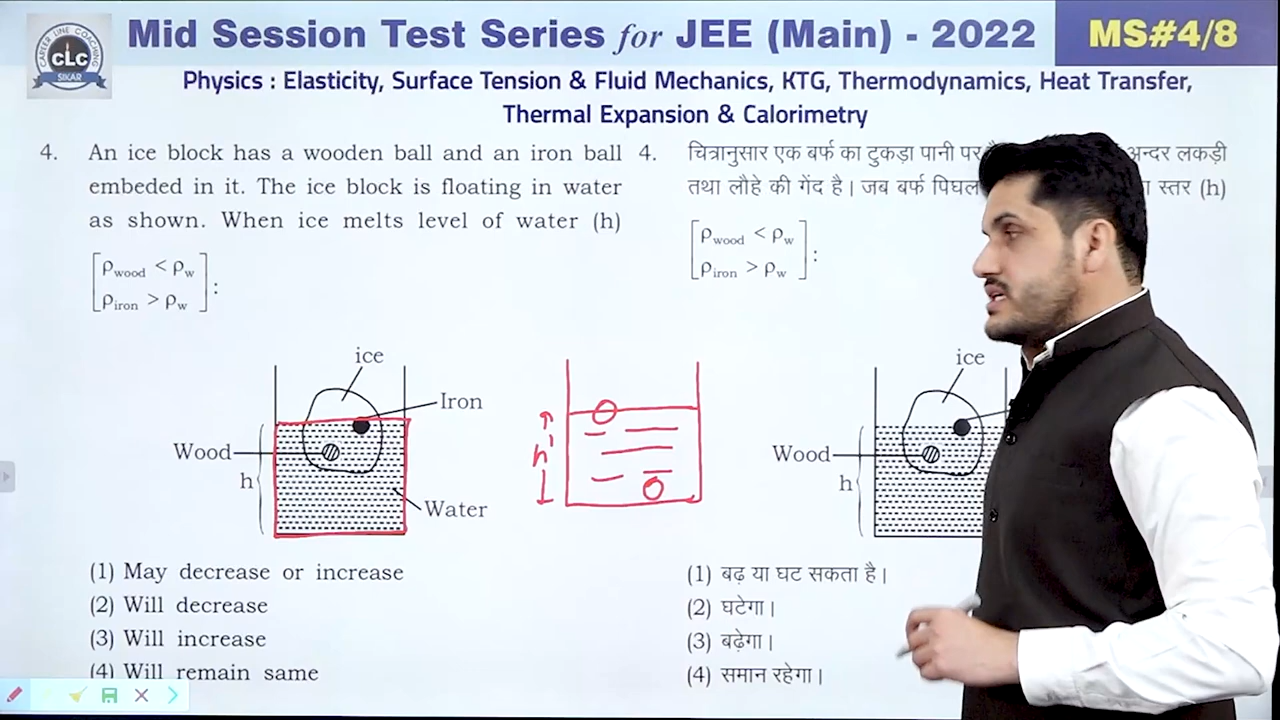 Mid Session Test Series for JEE (Main) - 2022
MS#4/8
CAREER LINE COACHING
CLC
SIKAR
Physics : Elasticity, Surface Tension & Fluid Mechanics, KTG, Thermodynamics, Heat Transfer,
Thermal Expansion & Calorimetry
4. An ice block has a wooden ball and an iron ball
embeded in it. The ice block is floating in water
as shown. When ice melts level of water (h)
[ρwood < ρw
ρiron > ρw] :
ice
Iron
Wood
h
Water
h'
(1) May decrease or increase
(2) Will decrease
(3) Will increase
(4) Will remain same
4. चित्रानुसार एक बर्फ का टुकड़ा पानी पर अन्दर लकड़ी
तथा लौहे की गेंद है। जब बर्फ स्तर (h)
[ρwood < ρw
ρiron > ρw] :
ice
Wood
h
(1) बढ़ या घट सकता है।
(2) घटेगा।
(3) बढ़ेगा।
(4) समान रहेगा।